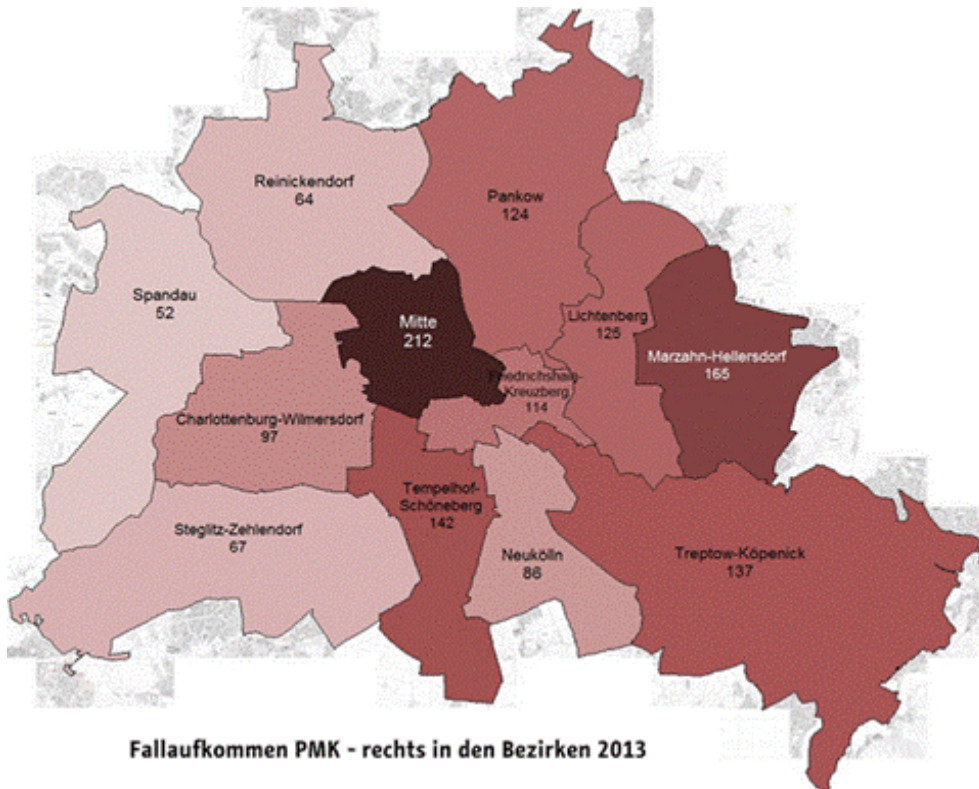 Reinickendorf
64
Pankow
124
Spandau
52
Mitte
212
Lichtenberg
125
Marzahn-Hellersdorf
165
Friedrichshain-
Kreuzberg
114
Charlottenburg-Wilmersdorf
97
Tempelhof-
Schöneberg
142
Steglitz-Zehlendorf
67
Neukölln
86
Treptow-Köpenick
137
Fallaufkommen PMK - rechts in den Bezirken 2013